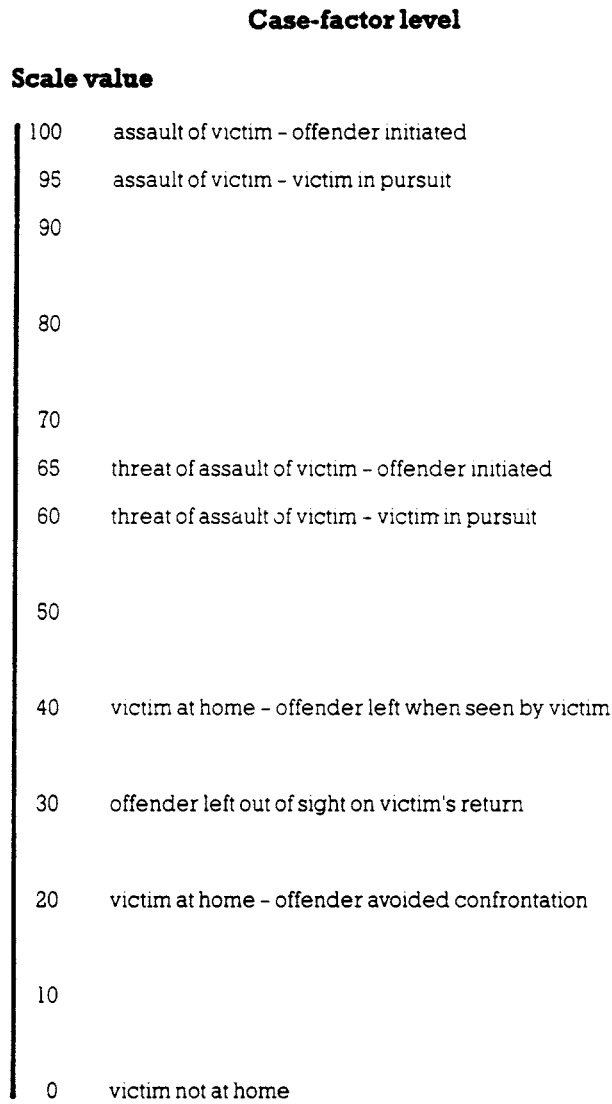 Case-factor level
Scale value
100 assault of victim - offender initiated
95 assault of victim - victim in pursuit
90
80
70
65 threat of assault of victim - offender initiated
60 threat of assault of victim - victim in pursuit
50
40 victim at home - offender left when seen by victim
30 offender left out of sight on victim's return
20 victim at home - offender avoided confrontation
10
0 victim not at home